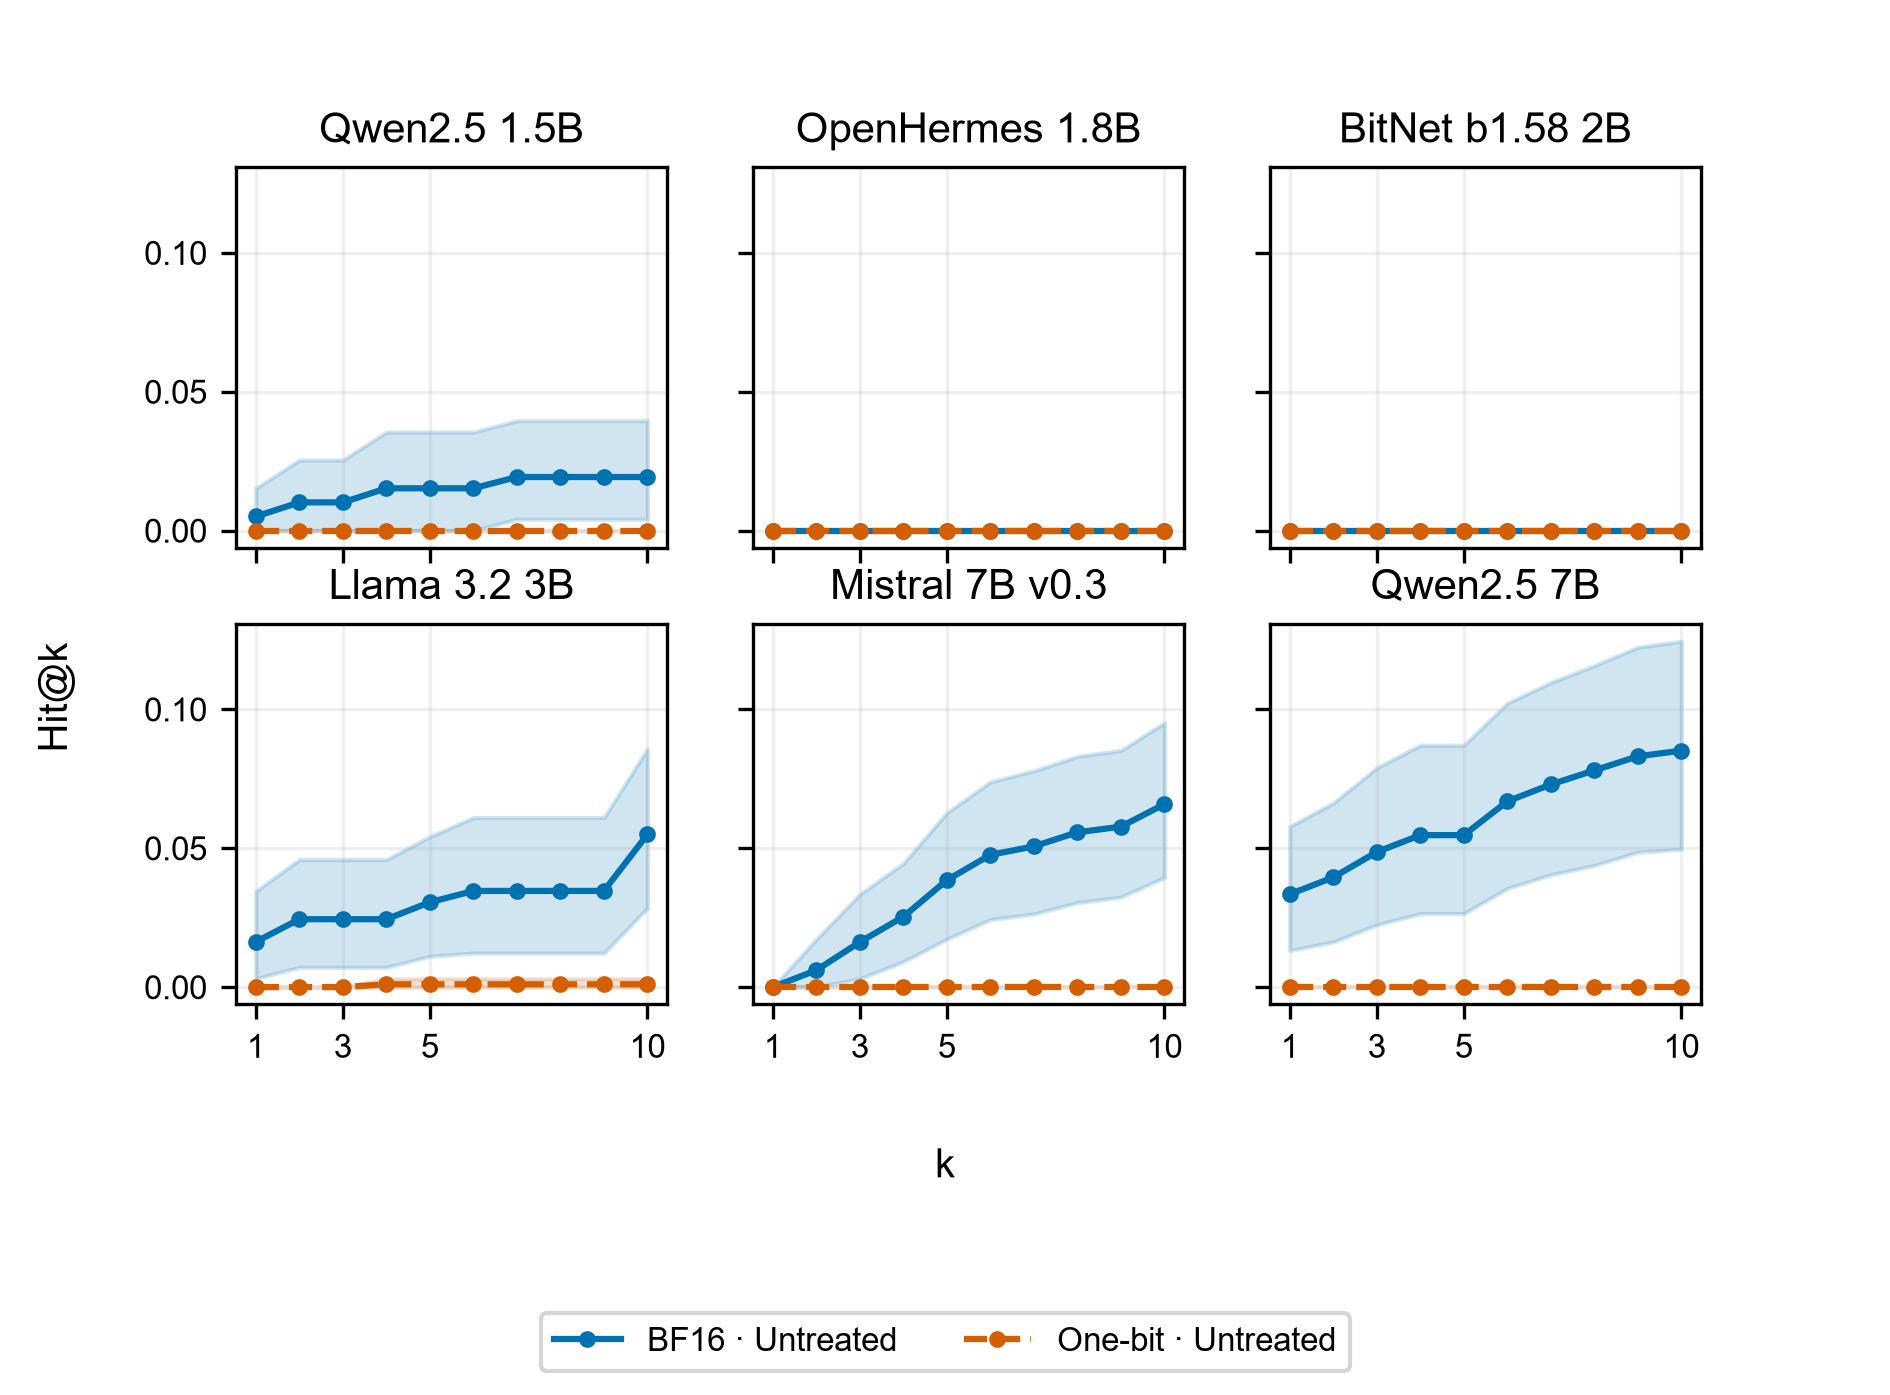 Qwen2.5 1.5B
OpenHermes 1.8B
BitNet b1.58 2B
0.10
0.05
0.00
Llama 3.2 3B
Mistral 7B v0.3
Qwen2.5 7B
Hit@k
0.10
0.05
0.00
1 3 5 10
1 3 5 10
1 3 5 10
k
BF16 · Untreated
One-bit · Untreated